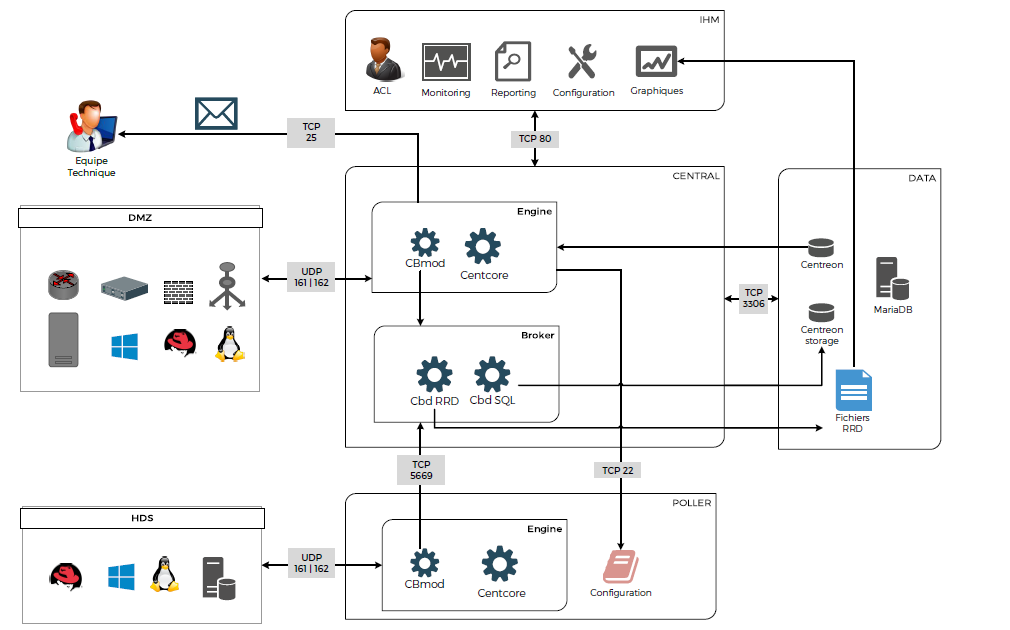 IHM
ACL
Monitoring
Reporting
Configuration
Graphiques
TCP
25
TCP 80
Equipe
Technique
CENTRAL
DATA
DMZ
Engine
CBmod
Centcore
Centreon
UDP
161 | 162
TCP
3306
MariaDB
Centreon
storage
Broker
Cbd RRD
Cbd SQL
Fichiers
RRD
TCP
5669
TCP 22
POLLER
HDS
Engine
UDP
161 | 162
CBmod
Centcore
Configuration